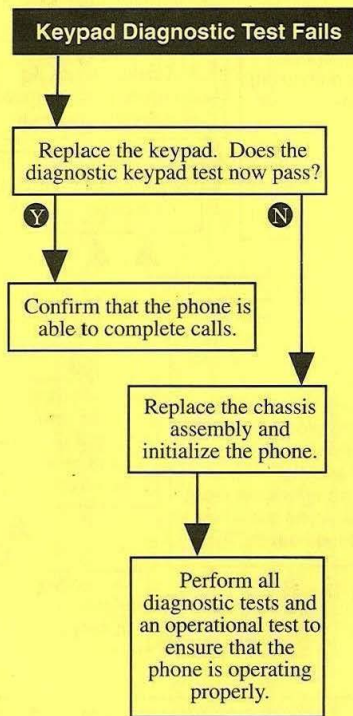 Keypad Diagnostic Test Fails
Replace the keypad. Does the
diagnostic keypad test now pass?
Y
N
Confirm that the phone is
able to complete calls.
Replace the chassis
assembly and
initialize the phone.
Perform all
diagnostic tests and
an operational test to
ensure that the
phone is operating
properly.